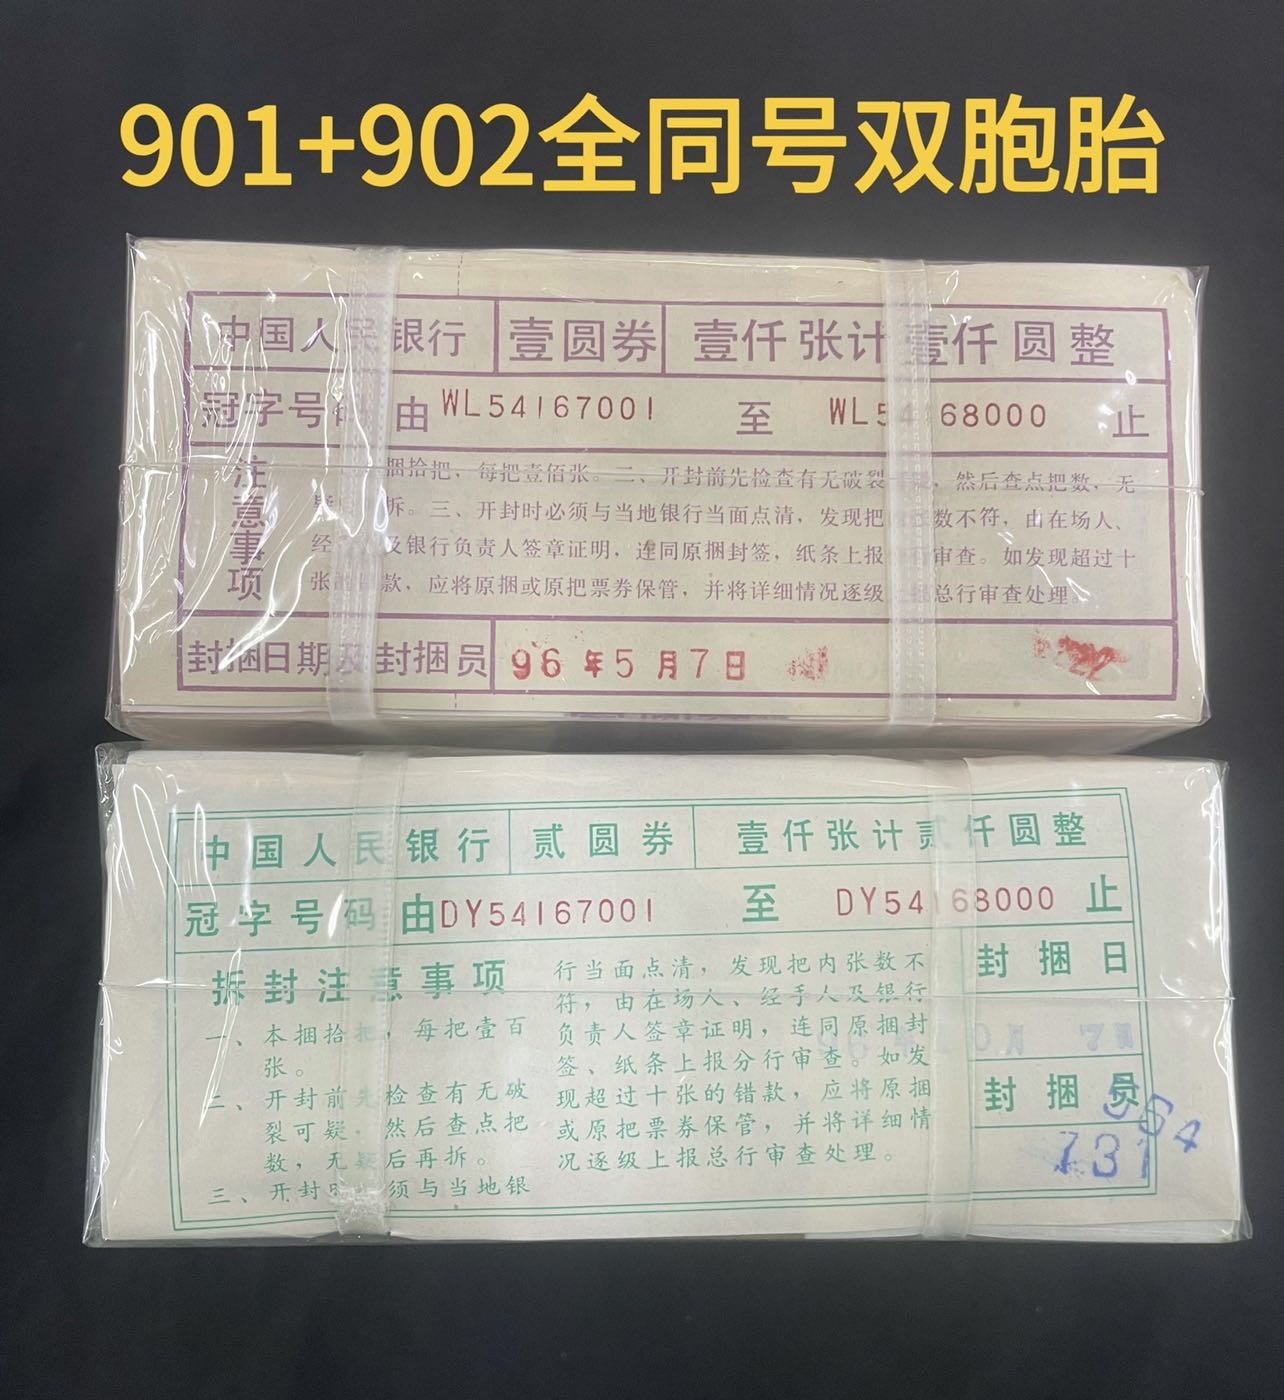 901+902全同号双胞胎
中国人民银行 壹圆券 壹仟张计壹仟圆整
冠字号 由 WL54167001 至 WL54168000 止
注意事项
捆拾把，每把壹佰张。二、开封前先检查有无破裂 ，然后查点把数，无
拆。三、开封时必须与当地银行当面点清，发现把 数不符，由在场人、
经 及银行负责人签章证明，连同原捆封签，纸条上报 审查。如发现超过十
张 款，应将原捆或原把票券保管，并将详细情况逐级 总行审查处理。
封捆日期及封捆员 96年5月7日
中国人民银行 贰圆券 壹仟张计贰仟圆整
冠字号码 由DY54167001 至 DY54168000 止
拆封注意事项
一、本捆拾把，每把壹百
张。
二、开封前先检查有无破
裂可疑，然后查点把
数，无疑后再拆。
三、开封时必须与当地银
行当面点清，发现把内张数不
符，由在场人、经手人及银行
负责人签章证明，连同原捆封
签、纸条上报分行审查。如发
现超过十张的错款，应将原捆
或原把票券保管，并将详细情
况逐级上报总行审查处理。
封捆日
7日
封捆员
731